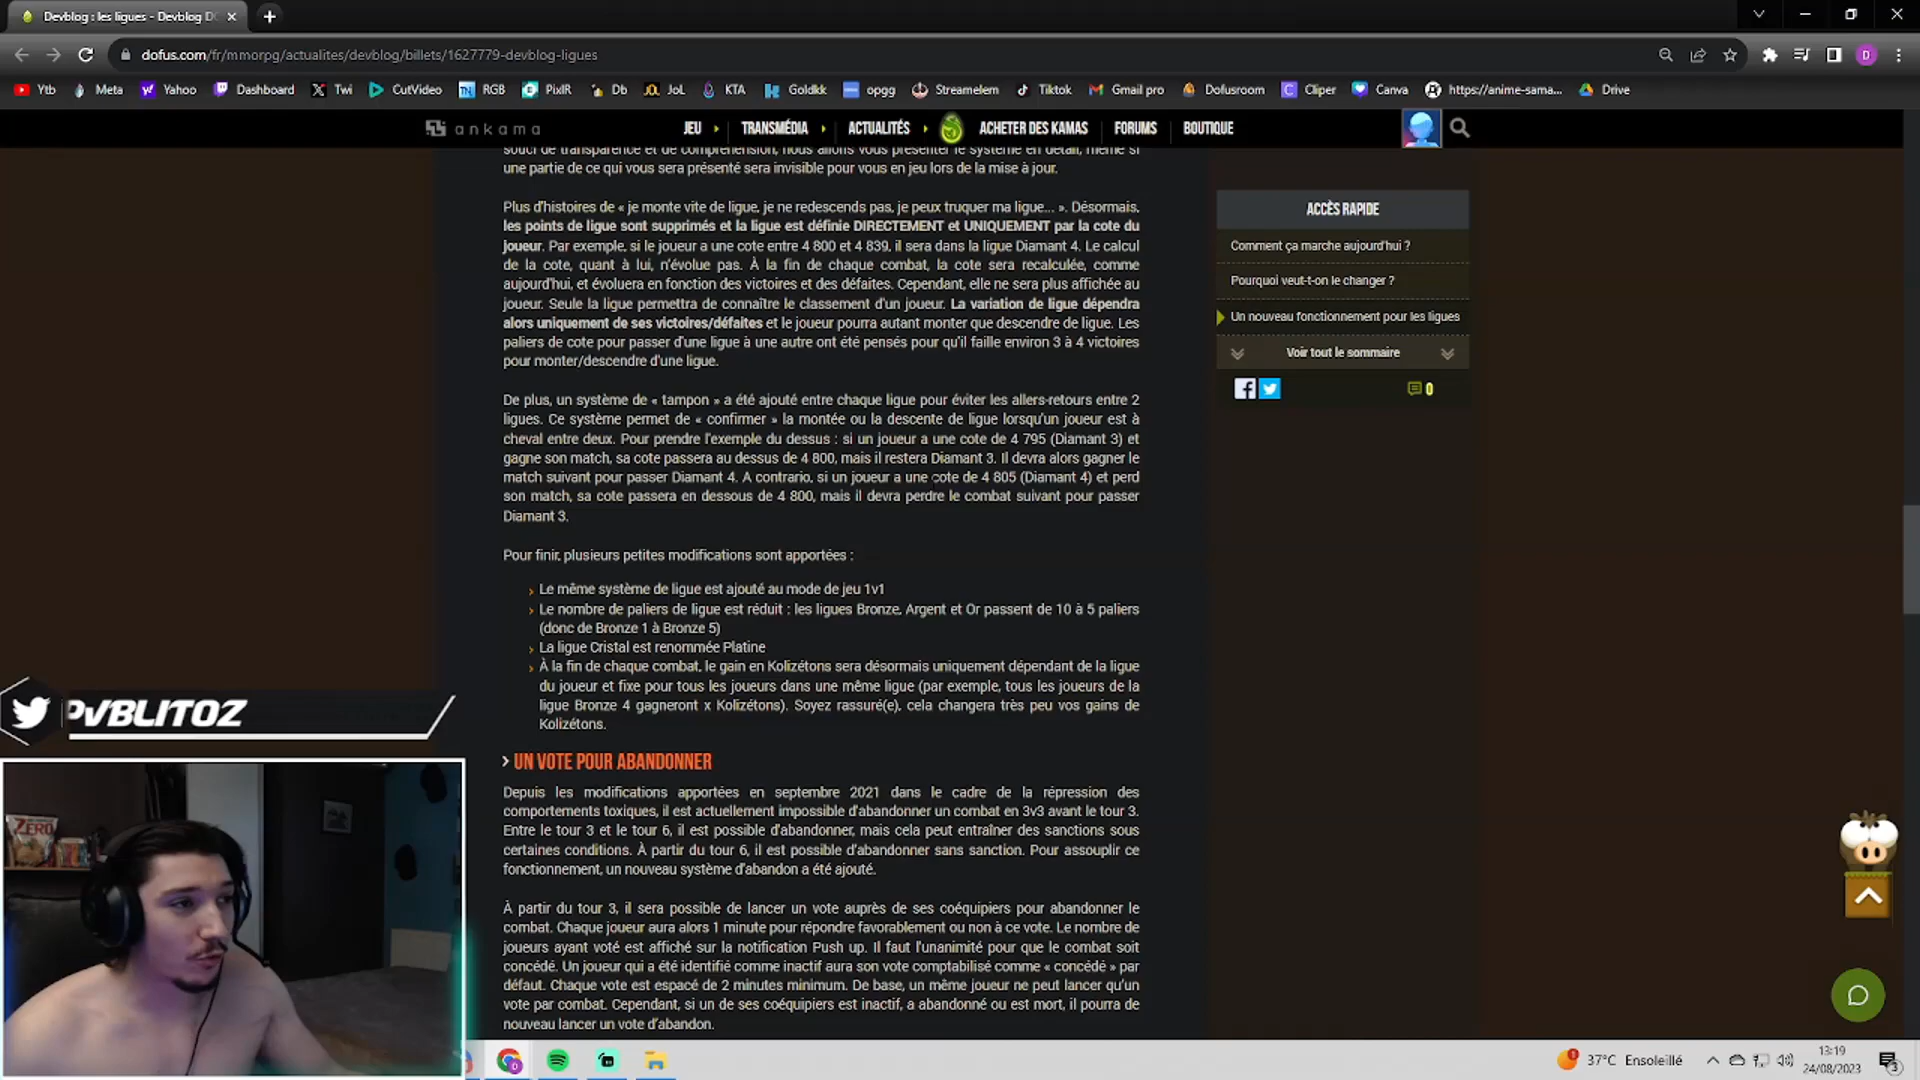 Devblog : les ligues - Devblog D
dofus.com/fr/mmorpg/actualites/devblog/billets/1627779-devblog-ligues
Ytb Meta Yahoo Dashboard Twi CutVideo RGB PixlR Db JoL KTA Goldkk opgg Streamelem Tiktok Gmail pro Dofusroom Cliper Canva https://anime-sama... Drive
ankama JEU TRANSMÉDIA ACTUALITÉS ACHETER DES KAMAS FORUMS BOUTIQUE
souci de transparence et de compréhension, nous allons vous présenter le système en détail, même si
une partie de ce qui vous sera présenté sera invisible pour vous en jeu lors de la mise à jour.
Plus d'histoires de « je monte vite de ligue, je ne redescends pas, je peux truquer ma ligue... ». Désormais,
les points de ligue sont supprimés et la ligue est définie DIRECTEMENT et UNIQUEMENT par la cote du
joueur. Par exemple, si le joueur a une cote entre 4 800 et 4 839, il sera dans la ligue Diamant 4. Le calcul
de la cote, quant à lui, n'évolue pas. À la fin de chaque combat, la cote sera recalculée, comme
aujourd'hui, et évoluera en fonction des victoires et des défaites. Cependant, elle ne sera plus affichée au
joueur. Seule la ligue permettra de connaître le classement d'un joueur. La variation de ligue dépendra
alors uniquement de ses victoires/défaites et le joueur pourra autant monter que descendre de ligue. Les
paliers de cote pour passer d'une ligue à une autre ont été pensés pour qu'il faille environ 3 à 4 victoires
pour monter/descendre d'une ligue.
De plus, un système de « tampon » a été ajouté entre chaque ligue pour éviter les allers-retours entre 2
ligues. Ce système permet de « confirmer » la montée ou la descente de ligue lorsqu'un joueur est à
cheval entre deux. Pour prendre l'exemple du dessus : si un joueur a une cote de 4 795 (Diamant 3) et
gagne son match, sa cote passera au dessus de 4 800, mais il restera Diamant 3. Il devra alors gagner le
match suivant pour passer Diamant 4. A contrario, si un joueur a une cote de 4 805 (Diamant 4) et perd
son match, sa cote passera en dessous de 4 800, mais il devra perdre le combat suivant pour passer
Diamant 3.
Pour finir, plusieurs petites modifications sont apportées :
Le même système de ligue est ajouté au mode de jeu 1v1
Le nombre de paliers de ligue est réduit : les ligues Bronze, Argent et Or passent de 10 à 5 paliers
(donc de Bronze 1 à Bronze 5)
La ligue Cristal est renommée Platine
À la fin de chaque combat, le gain en Kolizétons sera désormais uniquement dépendant de la ligue
du joueur et fixe pour tous les joueurs dans une même ligue (par exemple, tous les joueurs de la
ligue Bronze 4 gagneront x Kolizétons). Soyez rassuré(e), cela changera très peu vos gains de
Kolizétons.
UN VOTE POUR ABANDONNER
Depuis les modifications apportées en septembre 2021 dans le cadre de la répression des
comportements toxiques, il est actuellement impossible d'abandonner un combat en 3v3 avant le tour 3.
Entre le tour 3 et le tour 6, il est possible d'abandonner, mais cela peut entraîner des sanctions sous
certaines conditions. À partir du tour 6, il est possible d'abandonner sans sanction. Pour assouplir ce
fonctionnement, un nouveau système d'abandon a été ajouté.
À partir du tour 3, il sera possible de lancer un vote auprès de ses coéquipiers pour abandonner le
combat. Chaque joueur aura alors 1 minute pour répondre favorablement ou non à ce vote. Le nombre de
joueurs ayant voté est affiché sur la notification Push up. Il faut l'unanimité pour que le combat soit
concédé. Un joueur qui a été identifié comme inactif aura son vote comptabilisé comme « concédé » par
défaut. Chaque vote est espacé de 2 minutes minimum. De base, un même joueur ne peut lancer qu'un
vote par combat. Cependant, si un de ses coéquipiers est inactif, a abandonné ou est mort, il pourra de
nouveau lancer un vote d'abandon.
ACCÈS RAPIDE
Comment ça marche aujourd'hui ?
Pourquoi veut-t-on le changer ?
Un nouveau fonctionnement pour les ligues
Voir tout le sommaire
0
PVBLITOZ
ZERO
37°C Ensoleillé
13:19
24/08/2023
3